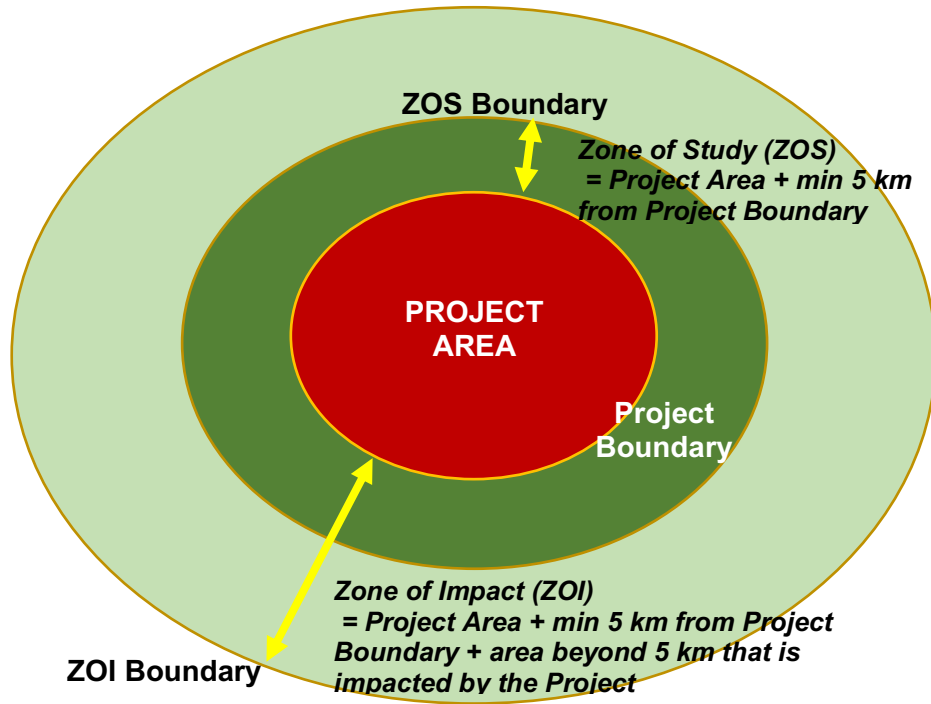 ZOS Boundary
Zone of Study (ZOS)
= Project Area + min 5 km
from Project Boundary
PROJECT
AREA
Project
Boundary
Zone of Impact (ZOI)
= Project Area + min 5 km from Project
Boundary + area beyond 5 km that is
impacted by the Project
ZOI Boundary